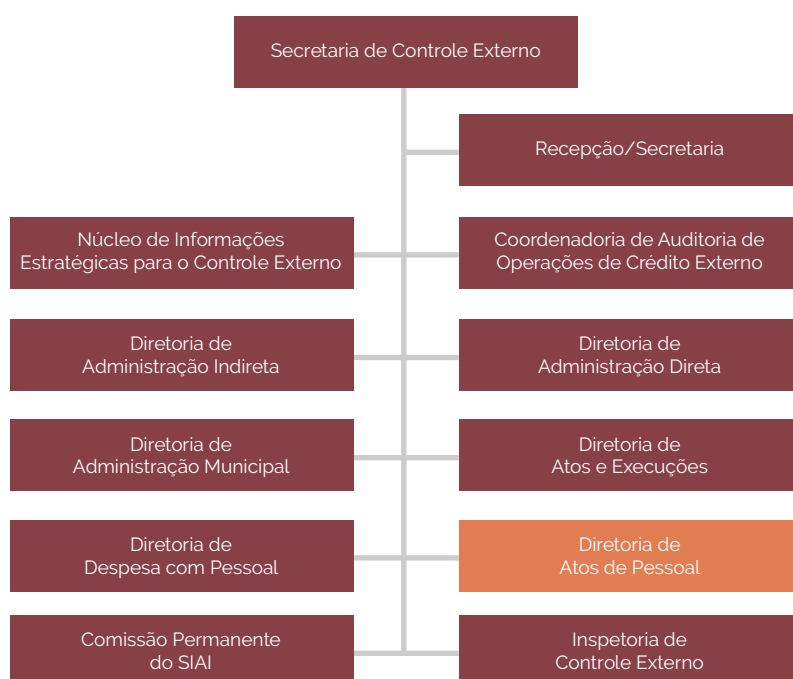 Secretaria de Controle Externo
Recepção/Secretaria
Núcleo de Informações
Estratégicas para o Controle Externo
Coordenadoria de Auditoria de
Operações de Crédito Externo
Diretoria de
Administração Indireta
Diretoria de
Administração Direta
Diretoria de
Administração Municipal
Diretoria de
Atos e Execuções
Diretoria de
Despesa com Pessoal
Diretoria de
Atos de Pessoal
Comissão Permanente
do SIAI
Inspetoria de
Controle Externo